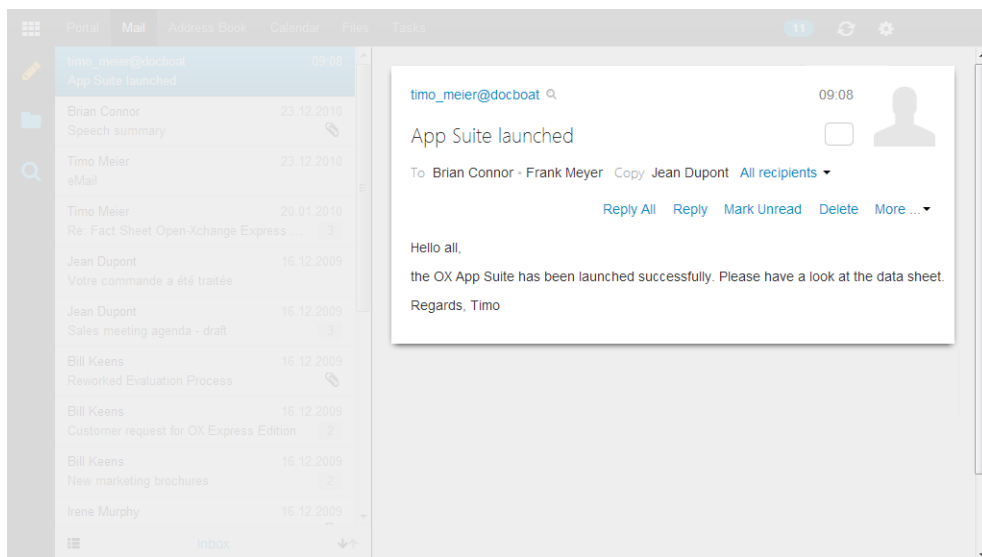 Portal Mail Address Book Calendar Files Tasks 11
timo_meier@docboat 09:08
App Suite launched
Brian Connor 23.12.2010
Speech summary
Timo Meier 23.12.2010
eMail
Timo Meier 20.01.2010
Re: Fact Sheet Open-Xchange Express ... 3
Jean Dupont 16.12.2009
Votre commande a été traitée
Jean Dupont 16.12.2009
Sales meeting agenda - draft 3
Bill Keens 16.12.2009
Reworked Evaluation Process
Bill Keens 16.12.2009
Customer request for OX Express Edition 2
Bill Keens 16.12.2009
New marketing brochures 2
Irene Murphy 16.12.2009
Inbox
timo_meier@docboat 09:08
App Suite launched
To Brian Connor - Frank Meyer Copy Jean Dupont All recipients
Reply All Reply Mark Unread Delete More ...
Hello all,
the OX App Suite has been launched successfully. Please have a look at the data sheet.
Regards, Timo